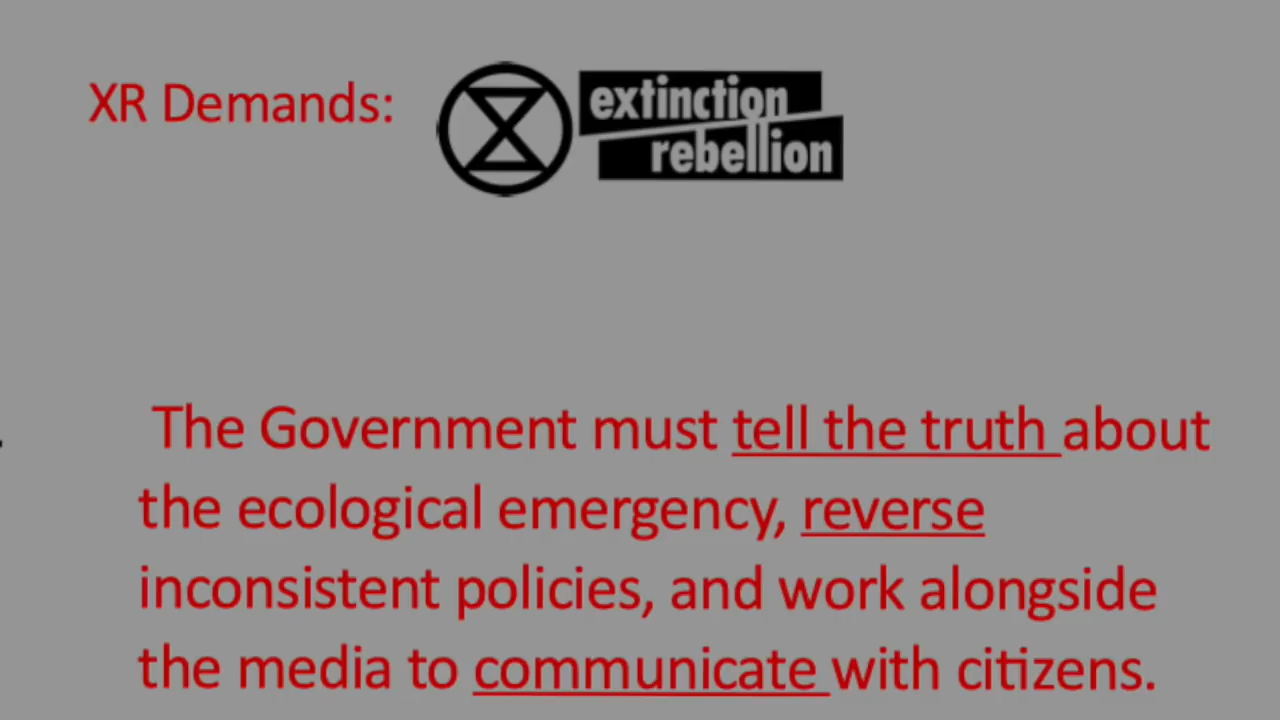 XR Demands:
extinction
rebellion
The Government must tell the truth about
the ecological emergency, reverse
inconsistent policies, and work alongside
the media to communicate with citizens.